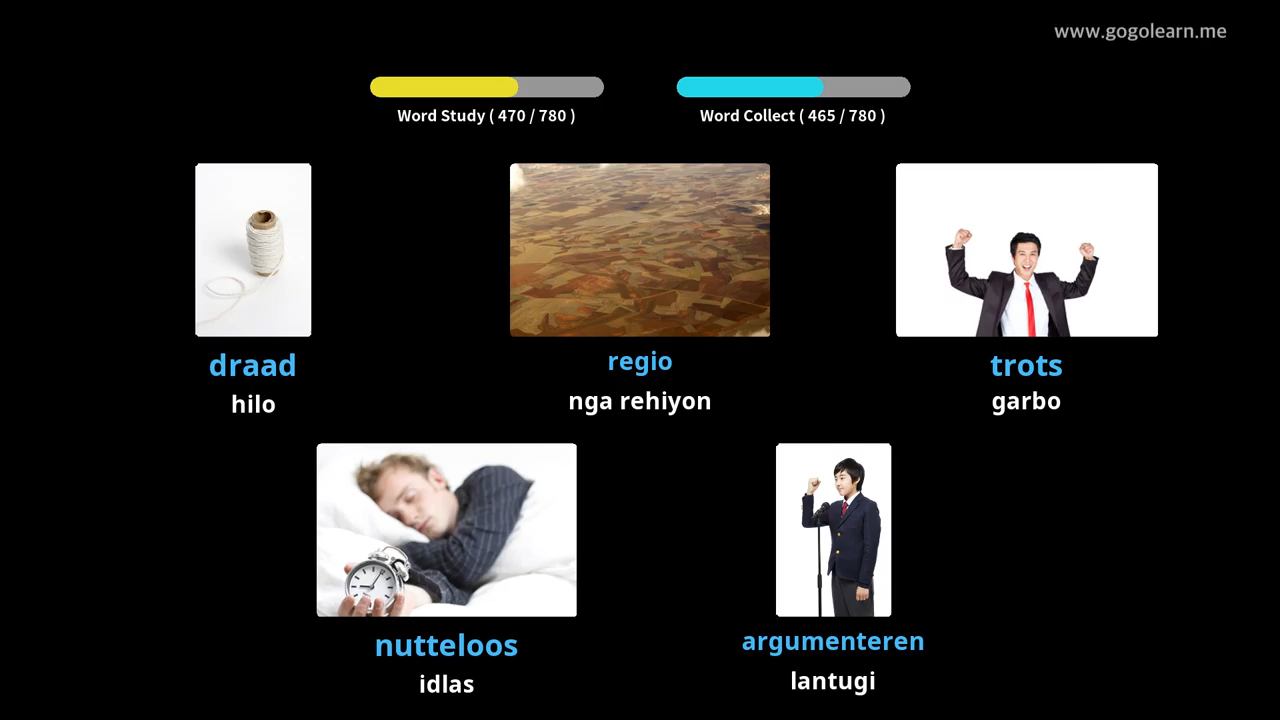 www.gogolearn.me
Word Study ( 470 / 780 )
Word Collect ( 465 / 780 )
draad
hilo
regio
nga rehiyon
trots
garbo
nutteloos
idlas
argumenteren
lantugi